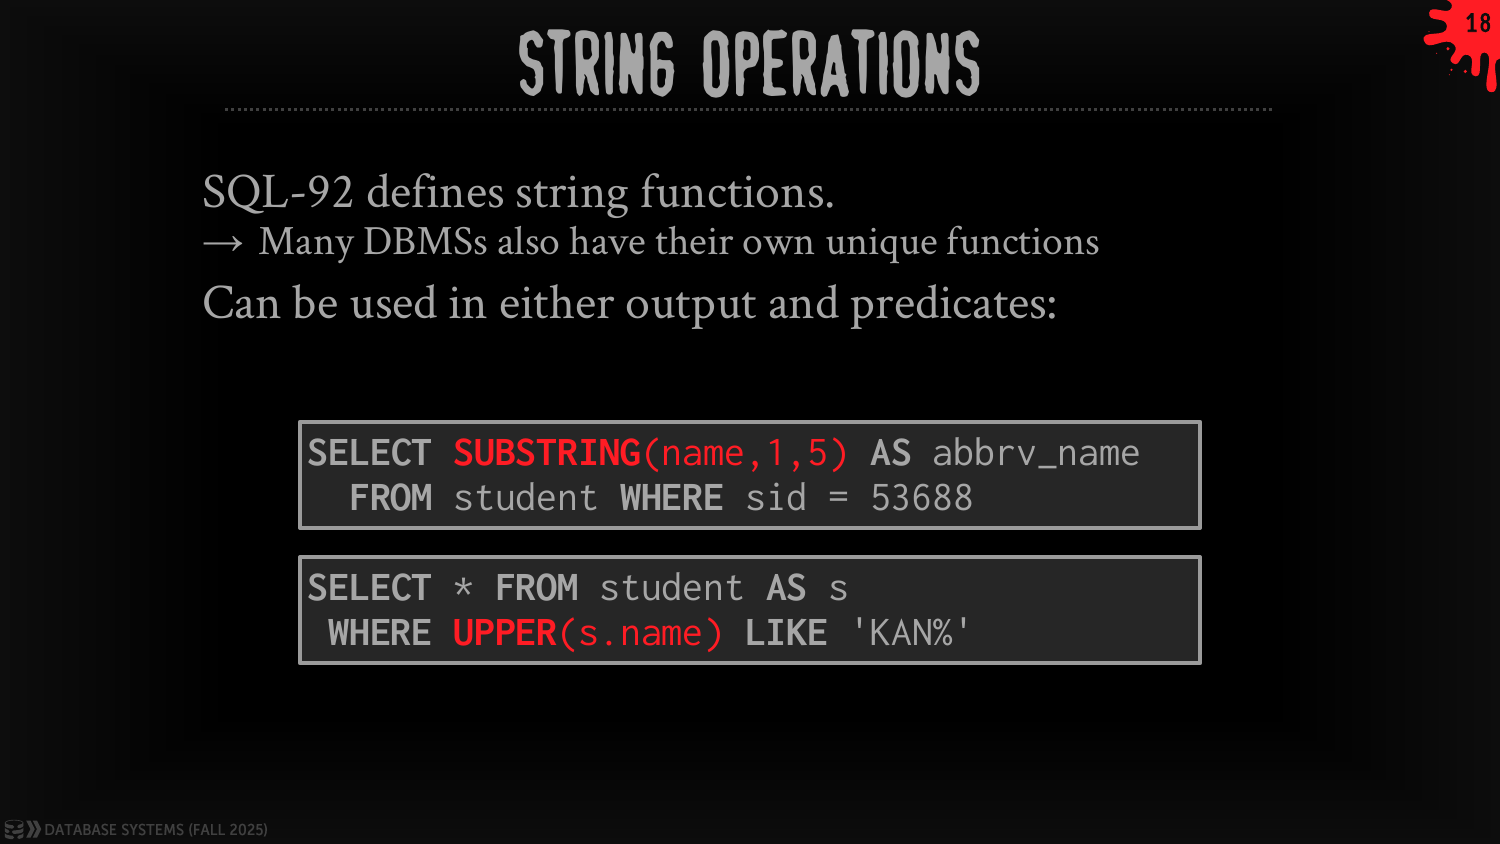 18
STRING OPERATIONS
SQL-92 defines string functions.
→ Many DBMSs also have their own unique functions
Can be used in either output and predicates:
SELECT SUBSTRING(name,1,5) AS abbrv_name
FROM student WHERE sid = 53688
SELECT * FROM student AS s
WHERE UPPER(s.name) LIKE 'KAN%'
DATABASE SYSTEMS (FALL 2025)